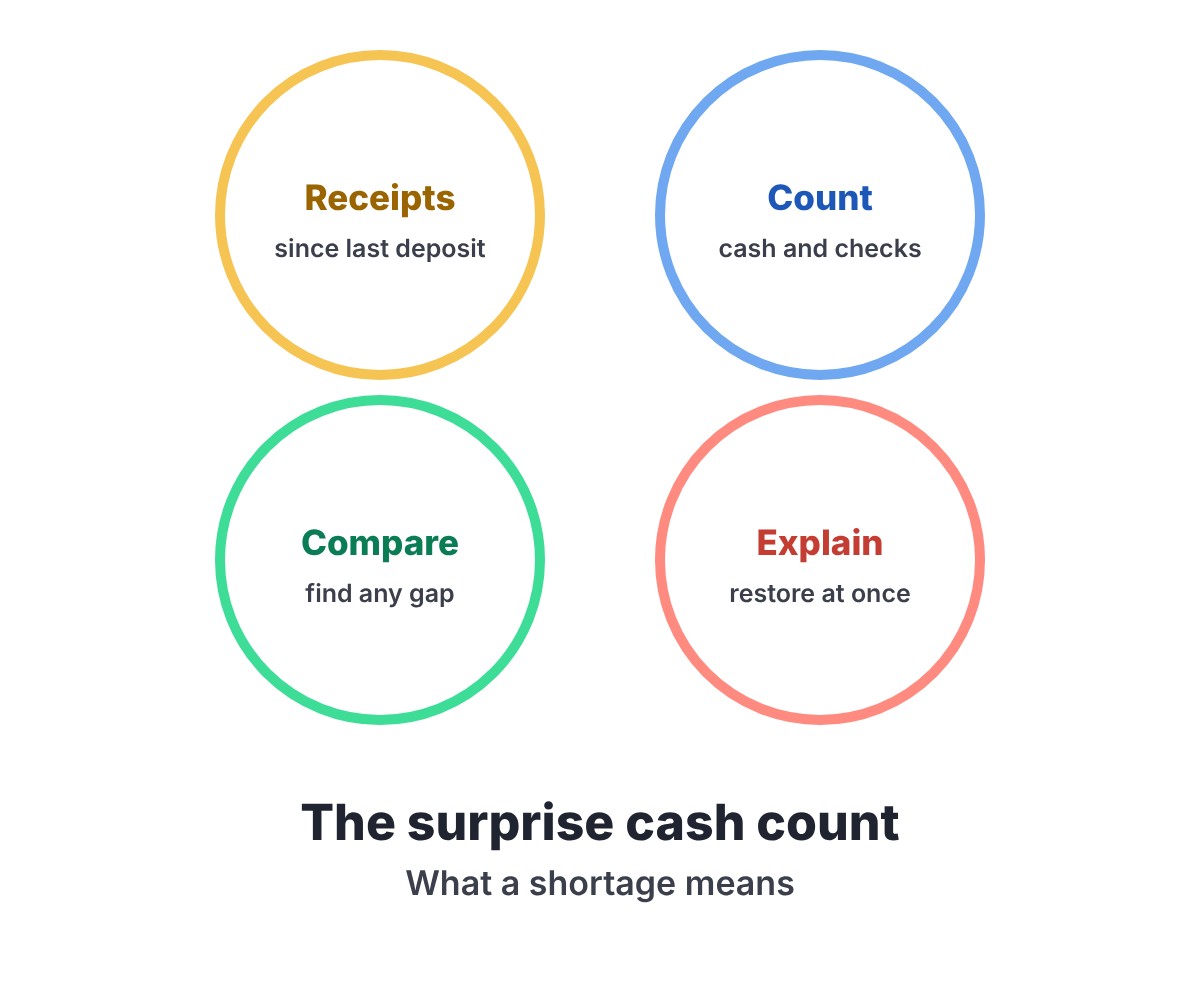 Receipts
since last deposit
Count
cash and checks
Compare
find any gap
Explain
restore at once
The surprise cash count
What a shortage means